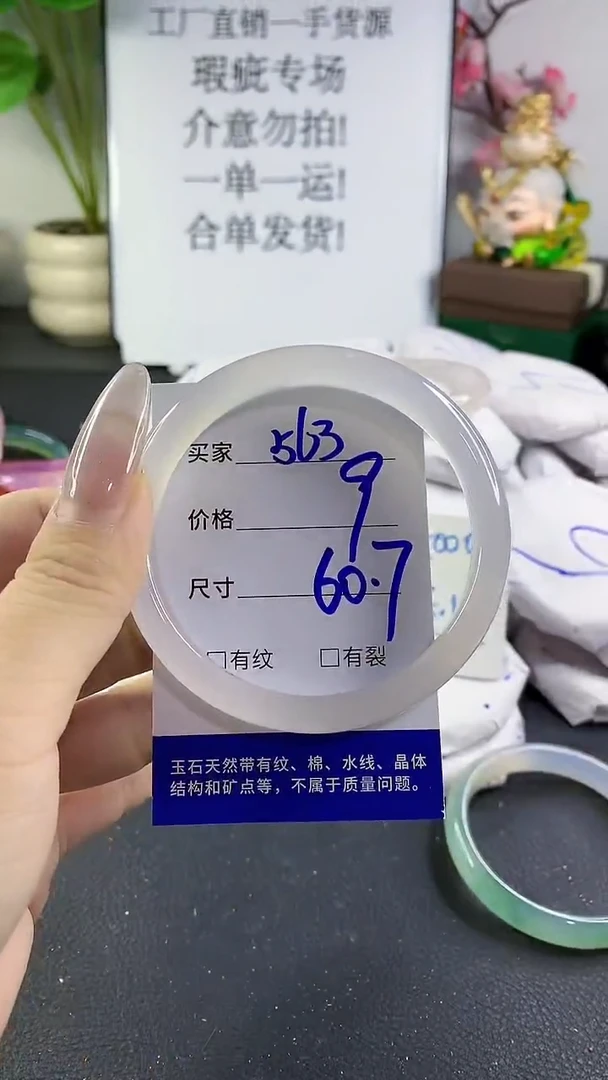 工厂直销一手货源
瑕疵专场
介意勿拍!
一单一运!
合单发货!
买家 563
价格 9
尺寸 60.7
□有纹 □有裂
玉石天然带有纹、棉、水线、晶体
结构和矿点等，不属于质量问题。